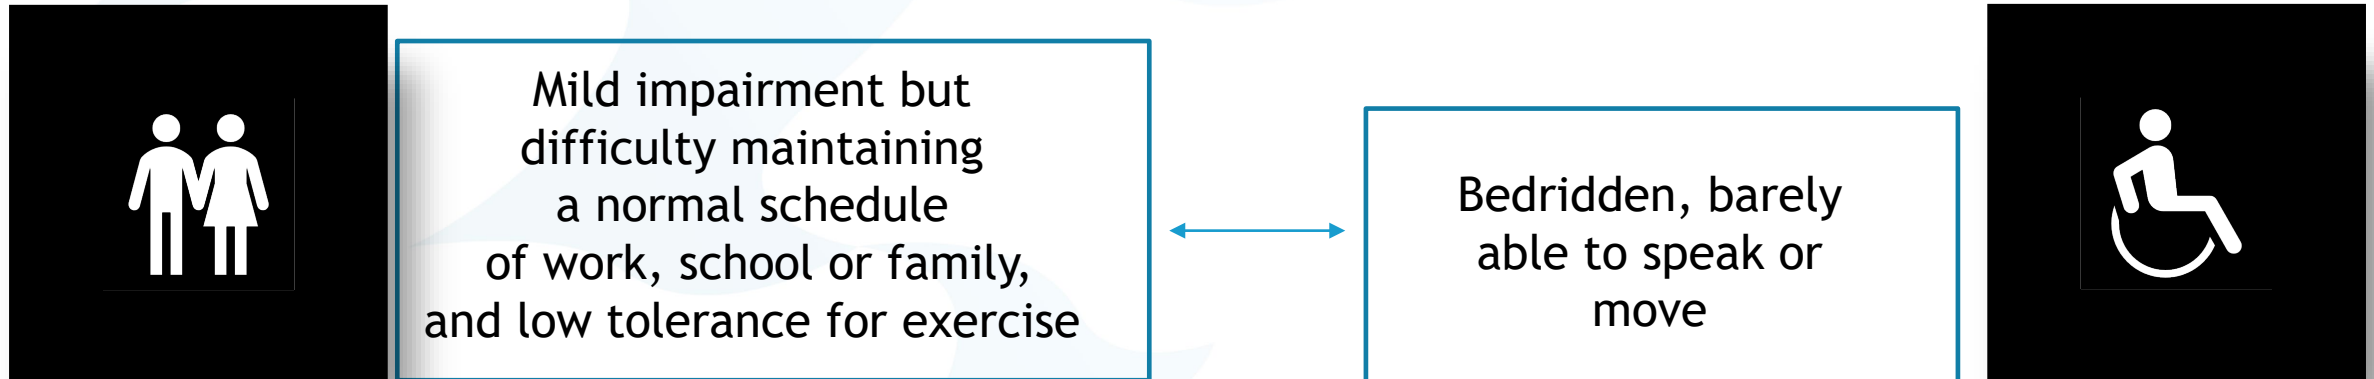 Mild impairment but
difficulty maintaining
a normal schedule
of work, school or family,
and low tolerance for exercise
Bedridden, barely
able to speak or
move